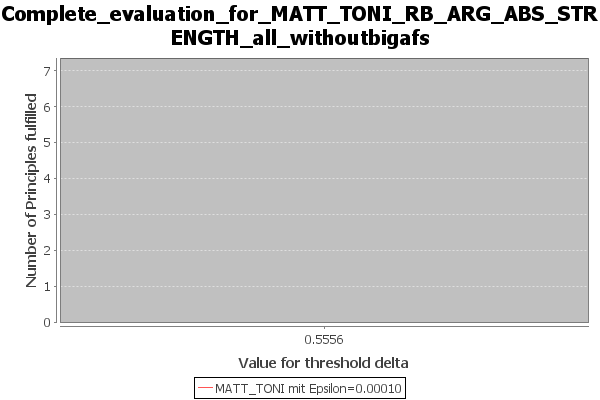 Complete_evaluation_for_MATT_TONI_RB_ARG_ABS_STR
ENGTH_all_withoutbigafs
Number of Principles fulfilled
7
6
5
4
3
2
1
0
0.5556
Value for threshold delta
MATT_TONI mit Epsilon=0.00010